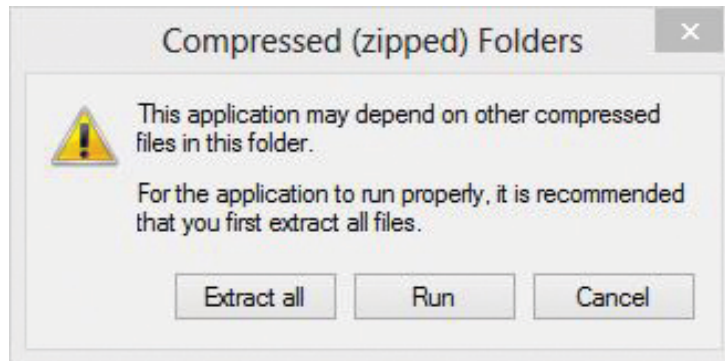 Compressed (zipped) Folders
This application may depend on other compressed
files in this folder.
For the application to run properly, it is recommended
that you first extract all files.
Extract all Run Cancel